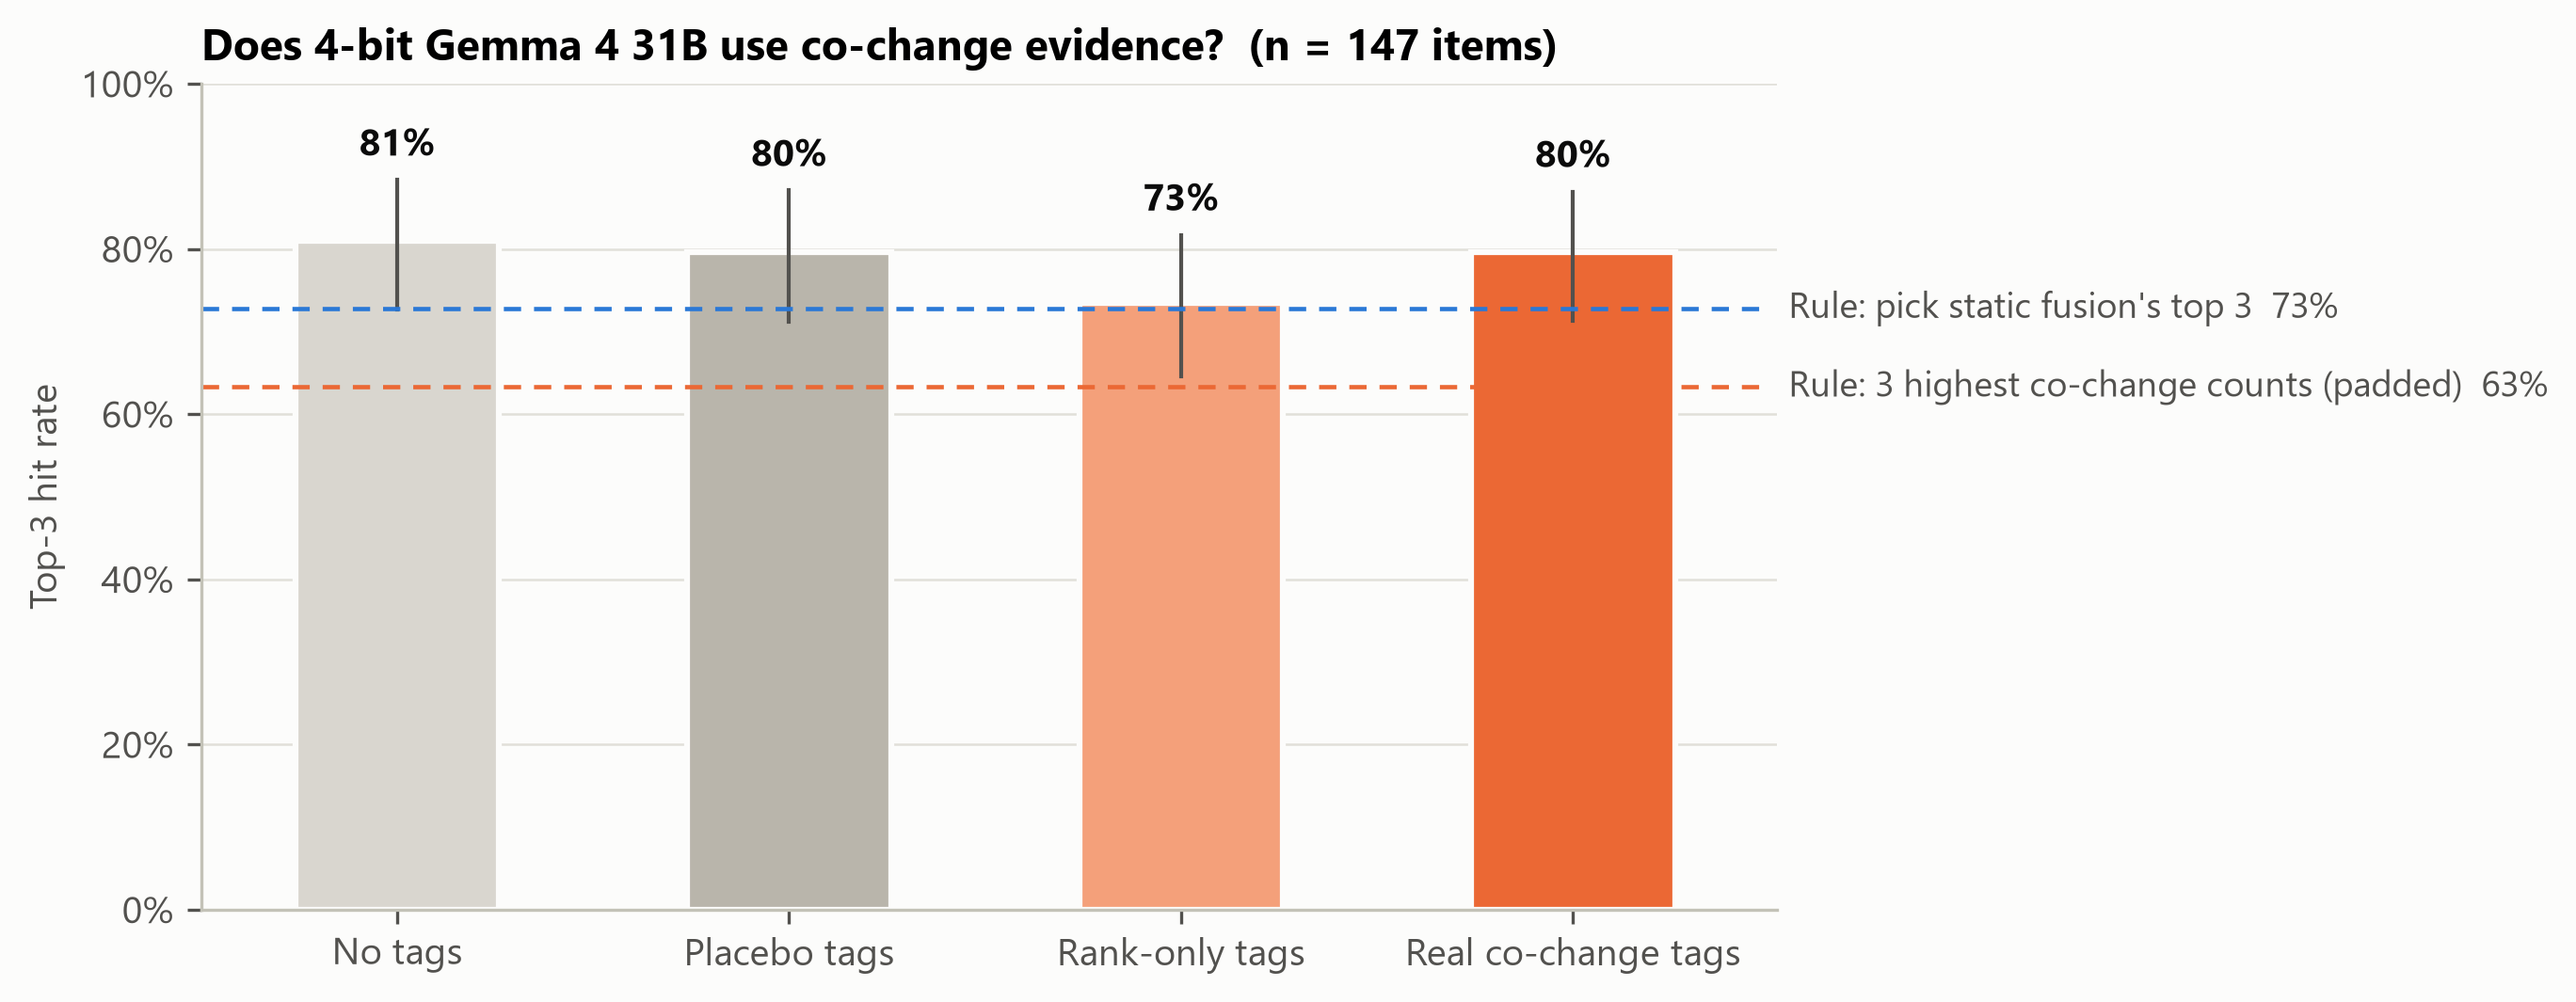 Does 4-bit Gemma 4 31B use co-change evidence?  (n = 147 items)
100%
80%
60%
40%
20%
0%
Top-3 hit rate
81%
80%
73%
80%
Rule: pick static fusion's top 3  73%
Rule: 3 highest co-change counts (padded)  63%
No tags
Placebo tags
Rank-only tags
Real co-change tags